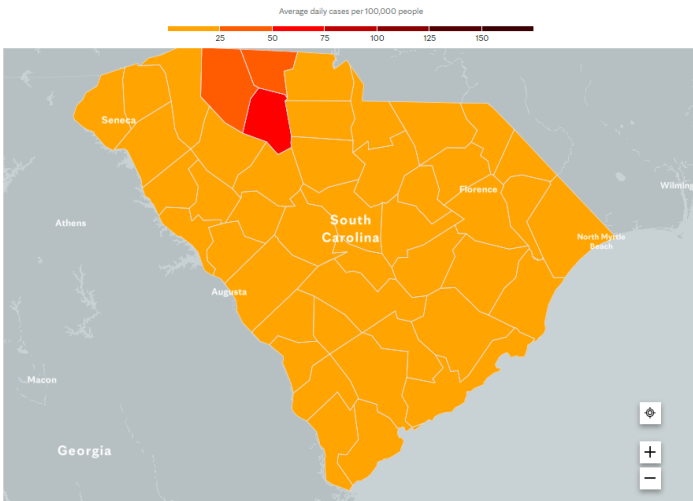 Average daily cases per 100,000 people
25 50 75 100 125 150
Seneca
Florence
Wilming
Athens
South
Carolina
North Myrtle
Beach
Augusta
Macon
Georgia
+
−